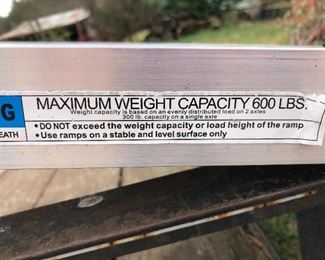 G
EATH
MAXIMUM WEIGHT CAPACITY 600 LBS.
Weight capacity is based on an evenly distributed load on 2 axles
300 lb. capacity on a single axle
• DO NOT exceed the weight capacity or load height of the ramp
• Use ramps on a stable and level surface only